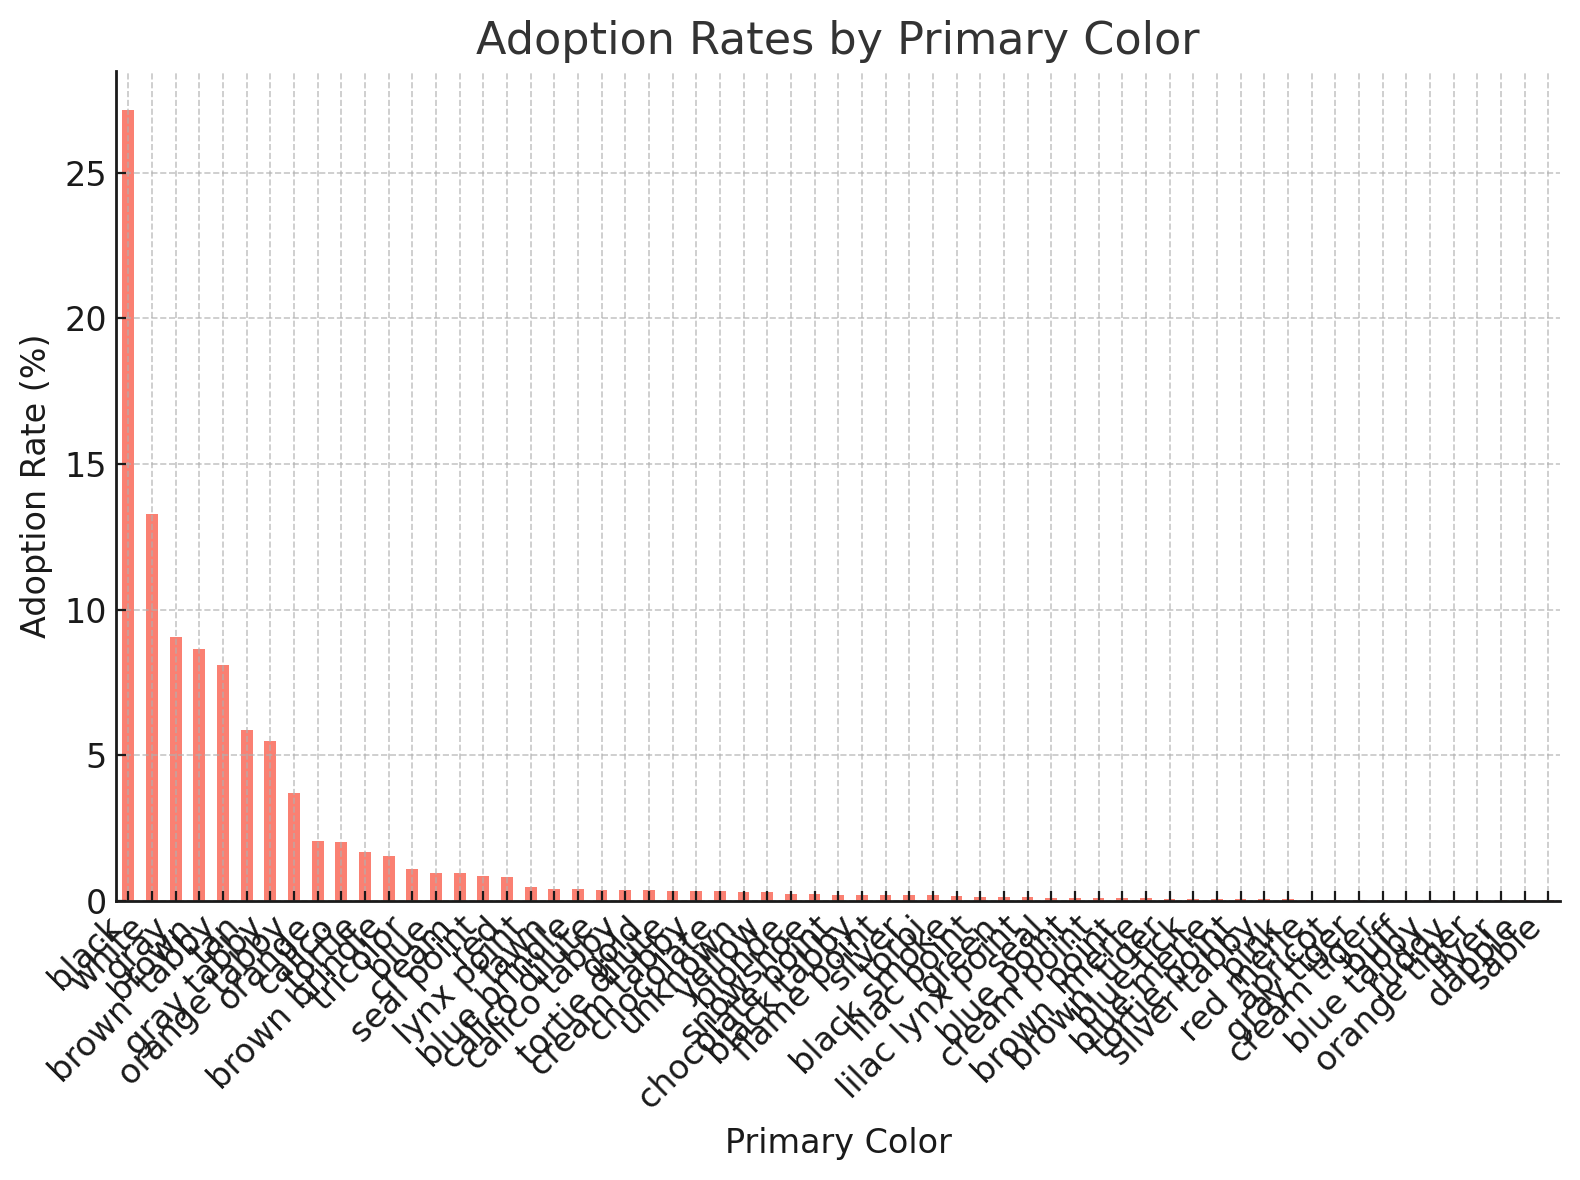 Adoption Rates by Primary Color
Adoption Rate (%)
25
20
15
10
5
0
black
white
gray
brown
brown tabby
tan
gray tabby
orange tabby
orange
calico
tortie
brown brindle
tricolor
blue
cream
seal point
red
lynx point
fawn
blue brindle
calico dilute
calico tabby
gold
tortie dilute
cream tabby
chocolate
unknown
yellow
blonde
snowshoe
chocolate point
black tabby
flame point
silver
torbi
black smoke
lilac point
green
lilac lynx point
seal
blue point
cream point
brown merle
brown tiger
blue tick
blue merle
tortie point
silver tabby
pink
red merle
apricot
gray tiger
cream tiger
buff
blue tabby
ruddy
orange tiger
liver
dapple
sable
Primary Color